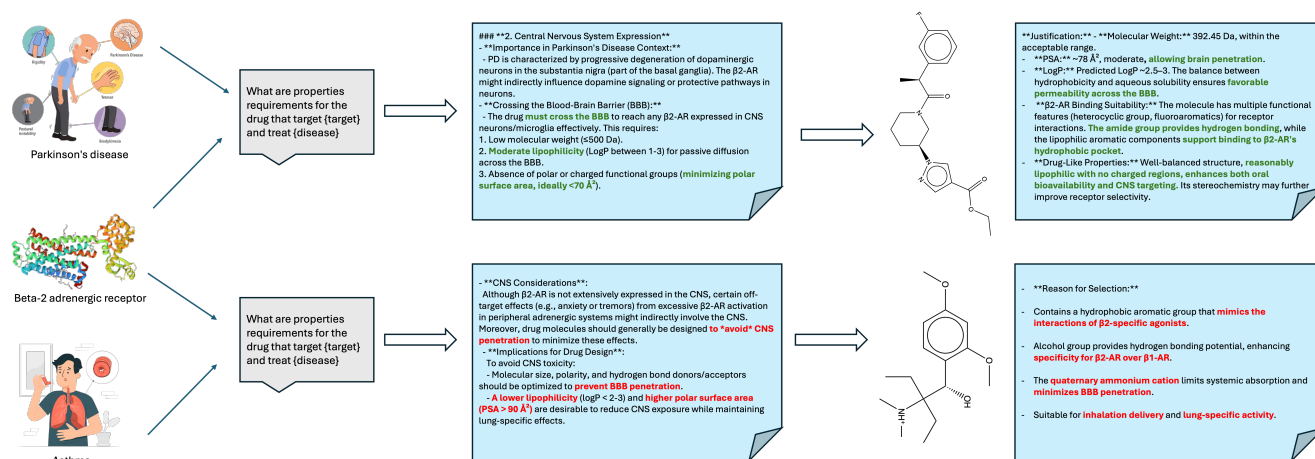 Rigidity
Parkinson's Disease
Tremor
Postural instability
Bradykinesia
Parkinson's disease
Beta-2 adrenergic receptor
What are properties
requirements for the
drug that target {target}
and treat {disease}
### **2. Central Nervous System Expression**
- **Importance in Parkinson's Disease Context:**
- PD is characterized by progressive degeneration of dopaminergic
neurons in the substantia nigra (part of the basal ganglia). The β2-AR
might indirectly influence dopamine signaling or protective pathways in
neurons.
- **Crossing the Blood-Brain Barrier (BBB):**
- The drug must cross the BBB to reach any β2-AR expressed in CNS
neurons/microglia effectively. This requires:
1. Low molecular weight (≤500 Da).
2. Moderate lipophilicity (LogP between 1-3) for passive diffusion
across the BBB.
3. Absence of polar or charged functional groups (minimizing polar
surface area, ideally <70 Å²).
F
O
N
N
N
O
O
**Justification:** - **Molecular Weight:** 392.45 Da, within the
acceptable range.
- **PSA:** ~78 Å², moderate, allowing brain penetration.
- **LogP:** Predicted LogP ~2.5–3. The balance between
hydrophobicity and aqueous solubility ensures favorable
permeability across the BBB.
- **β2-AR Binding Suitability:** The molecule has multiple functional
features (heterocyclic group, fluoroaromatics) for receptor
interactions. The amide group provides hydrogen bonding, while
the lipophilic aromatic components support binding to β2-AR's
hydrophobic pocket.
- **Drug-Like Properties:** Well-balanced structure, reasonably
lipophilic with no charged regions, enhances both oral
bioavailability and CNS targeting. Its stereochemistry may further
improve receptor selectivity.
What are properties
requirements for the
drug that target {target}
and treat {disease}
- **CNS Considerations**:
Although β2-AR is not extensively expressed in the CNS, certain off-
target effects (e.g., anxiety or tremors) from excessive β2-AR activation
in peripheral adrenergic systems might indirectly involve the CNS.
Moreover, drug molecules should generally be designed to *avoid* CNS
penetration to minimize these effects.
- **Implications for Drug Design**:
To avoid CNS toxicity:
- Molecular size, polarity, and hydrogen bond donors/acceptors
should be optimized to prevent BBB penetration.
- A lower lipophilicity (logP < 2-3) and higher polar surface area
(PSA > 90 Å²) are desirable to reduce CNS exposure while maintaining
lung-specific effects.
O
O
OH
NH+
- **Reason for Selection:**
- Contains a hydrophobic aromatic group that mimics the
interactions of β2-specific agonists.
- Alcohol group provides hydrogen bonding potential, enhancing
specificity for β2-AR over β1-AR.
- The quaternary ammonium cation limits systemic absorption and
minimizes BBB penetration.
- Suitable for inhalation delivery and lung-specific activity.